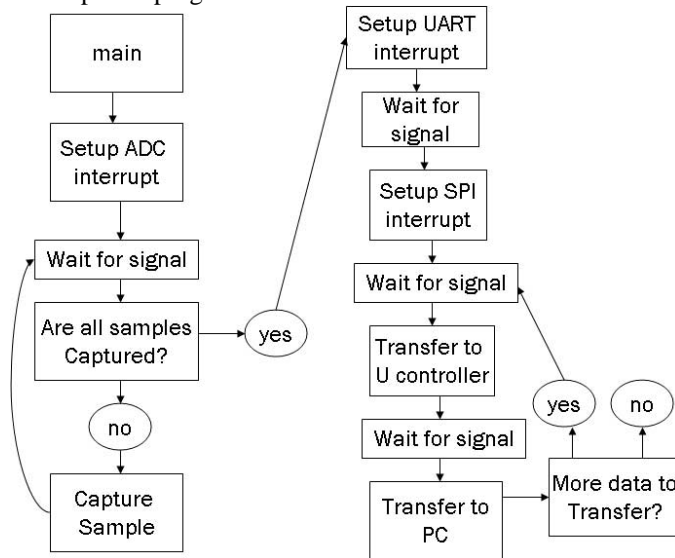 main
Setup ADC
interrupt
Wait for signal
Are all samples
Captured?
yes
no
Capture
Sample
Setup UART
interrupt
Wait for
signal
Setup SPI
interrupt
Wait for signal
Transfer to
U controller
Wait for signal
Transfer to
PC
More data to
Transfer?
yes
no